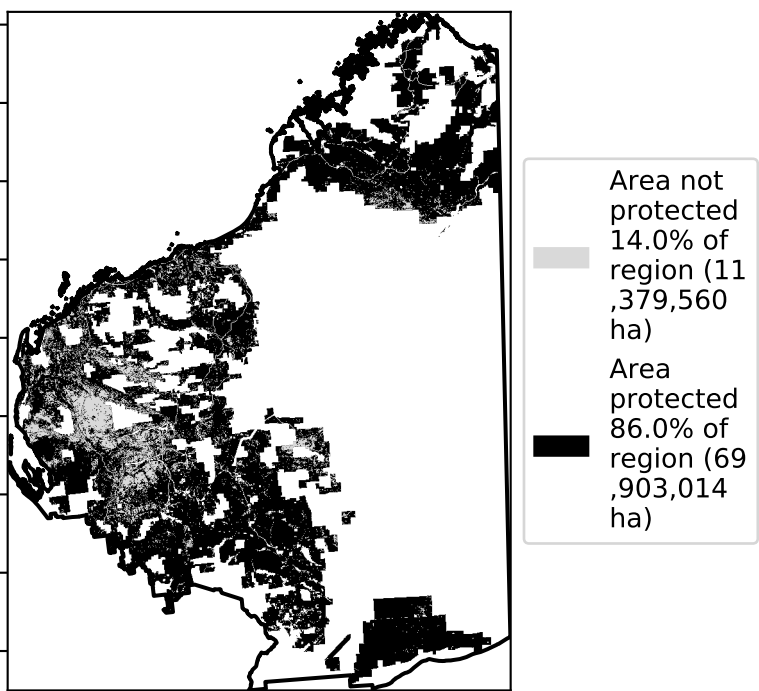 Area not
protected
14.0% of
region (11
,379,560
ha)
Area
protected
86.0% of
region (69
,903,014
ha)